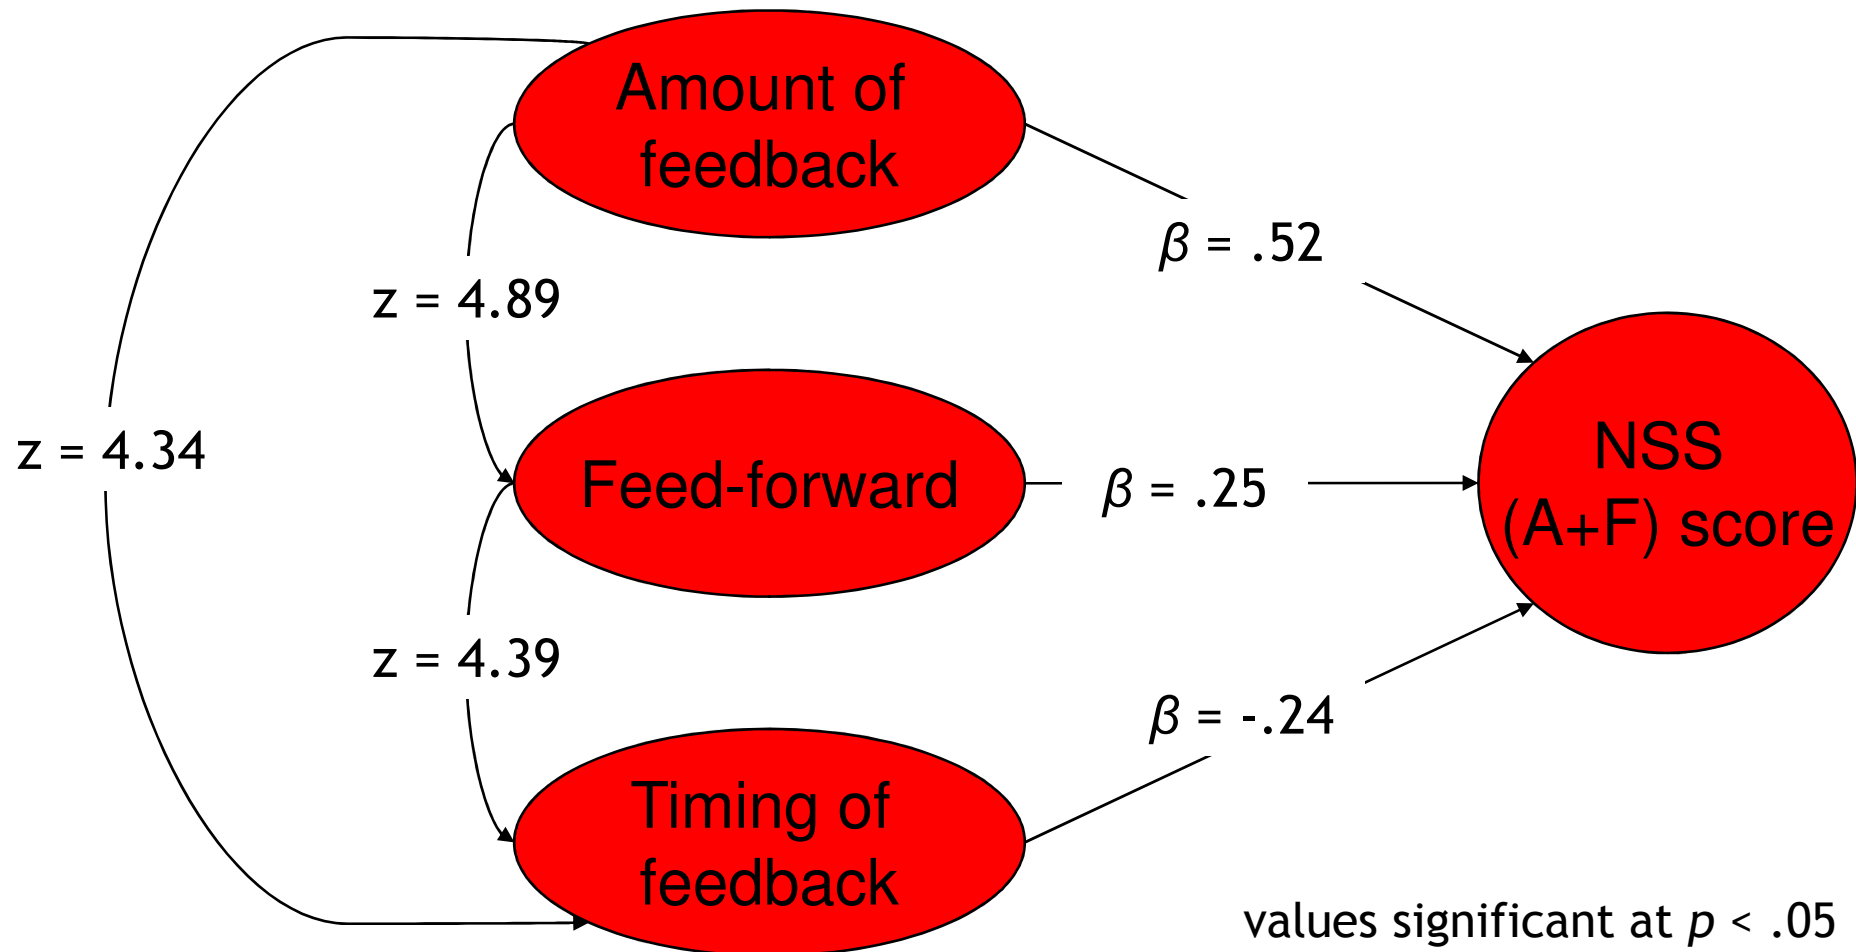 Amount of
feedback
β = .52
z = 4.89
z = 4.34
Feed-forward
β = .25
NSS
(A+F) score
z = 4.39
β = -.24
Timing of
feedback
values significant at p < .05